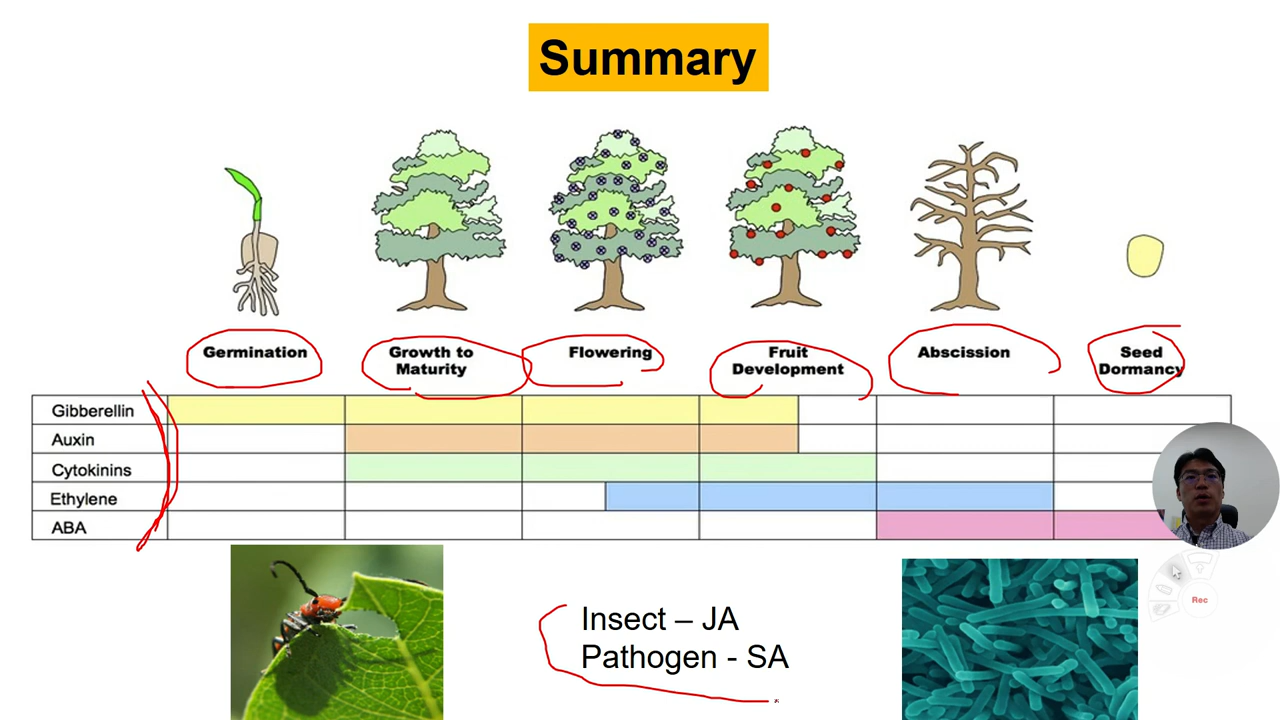 Summary
Germination
Growth to
Maturity
Flowering
Fruit
Development
Abscission
Seed
Dormancy
Gibberellin
Auxin
Cytokinins
Ethylene
ABA
Insect – JA
Pathogen - SA
Rec